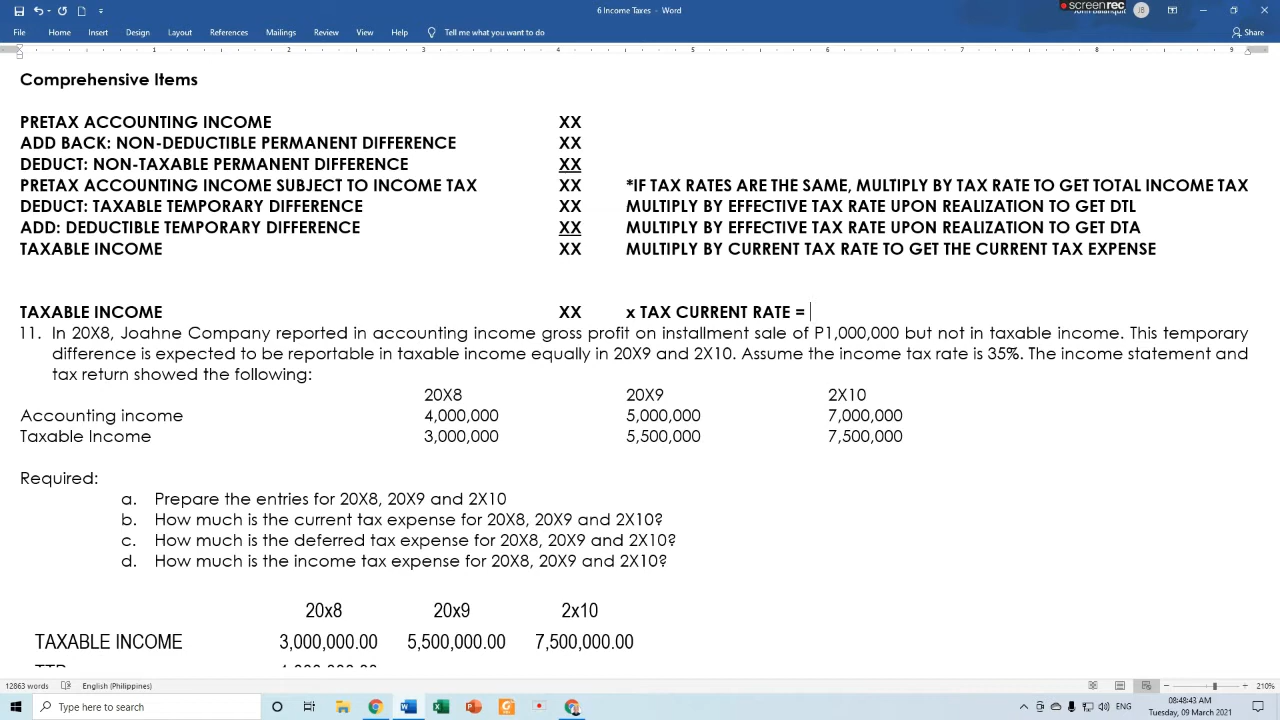 6 Income Taxes - Word
screenrec
JB
File Home Insert Design Layout References Mailings Review View Help Tell me what you want to do Share
1 2 3 4 5 6 7 8 9
Comprehensive Items
PRETAX ACCOUNTING INCOME XX
ADD BACK: NON-DEDUCTIBLE PERMANENT DIFFERENCE XX
DEDUCT: NON-TAXABLE PERMANENT DIFFERENCE XX
PRETAX ACCOUNTING INCOME SUBJECT TO INCOME TAX XX *IF TAX RATES ARE THE SAME, MULTIPLY BY TAX RATE TO GET TOTAL INCOME TAX
DEDUCT: TAXABLE TEMPORARY DIFFERENCE XX MULTIPLY BY EFFECTIVE TAX RATE UPON REALIZATION TO GET DTL
ADD: DEDUCTIBLE TEMPORARY DIFFERENCE XX MULTIPLY BY EFFECTIVE TAX RATE UPON REALIZATION TO GET DTA
TAXABLE INCOME XX MULTIPLY BY CURRENT TAX RATE TO GET THE CURRENT TAX EXPENSE
TAXABLE INCOME XX x TAX CURRENT RATE =
11. In 20X8, Joahne Company reported in accounting income gross profit on installment sale of P1,000,000 but not in taxable income. This temporary
difference is expected to be reportable in taxable income equally in 20X9 and 2X10. Assume the income tax rate is 35%. The income statement and
tax return showed the following:
20X8 20X9 2X10
Accounting income 4,000,000 5,000,000 7,000,000
Taxable Income 3,000,000 5,500,000 7,500,000
Required:
a. Prepare the entries for 20X8, 20X9 and 2X10
b. How much is the current tax expense for 20X8, 20X9 and 2X10?
c. How much is the deferred tax expense for 20X8, 20X9 and 2X10?
d. How much is the income tax expense for 20X8, 20X9 and 2X10?
20x8 20x9 2x10
TAXABLE INCOME 3,000,000.00 5,500,000.00 7,500,000.00
12863 words English (Philippines) 210%
Type here to search
ENG
08:48:43 AM
Tuesday, 09 March 2021